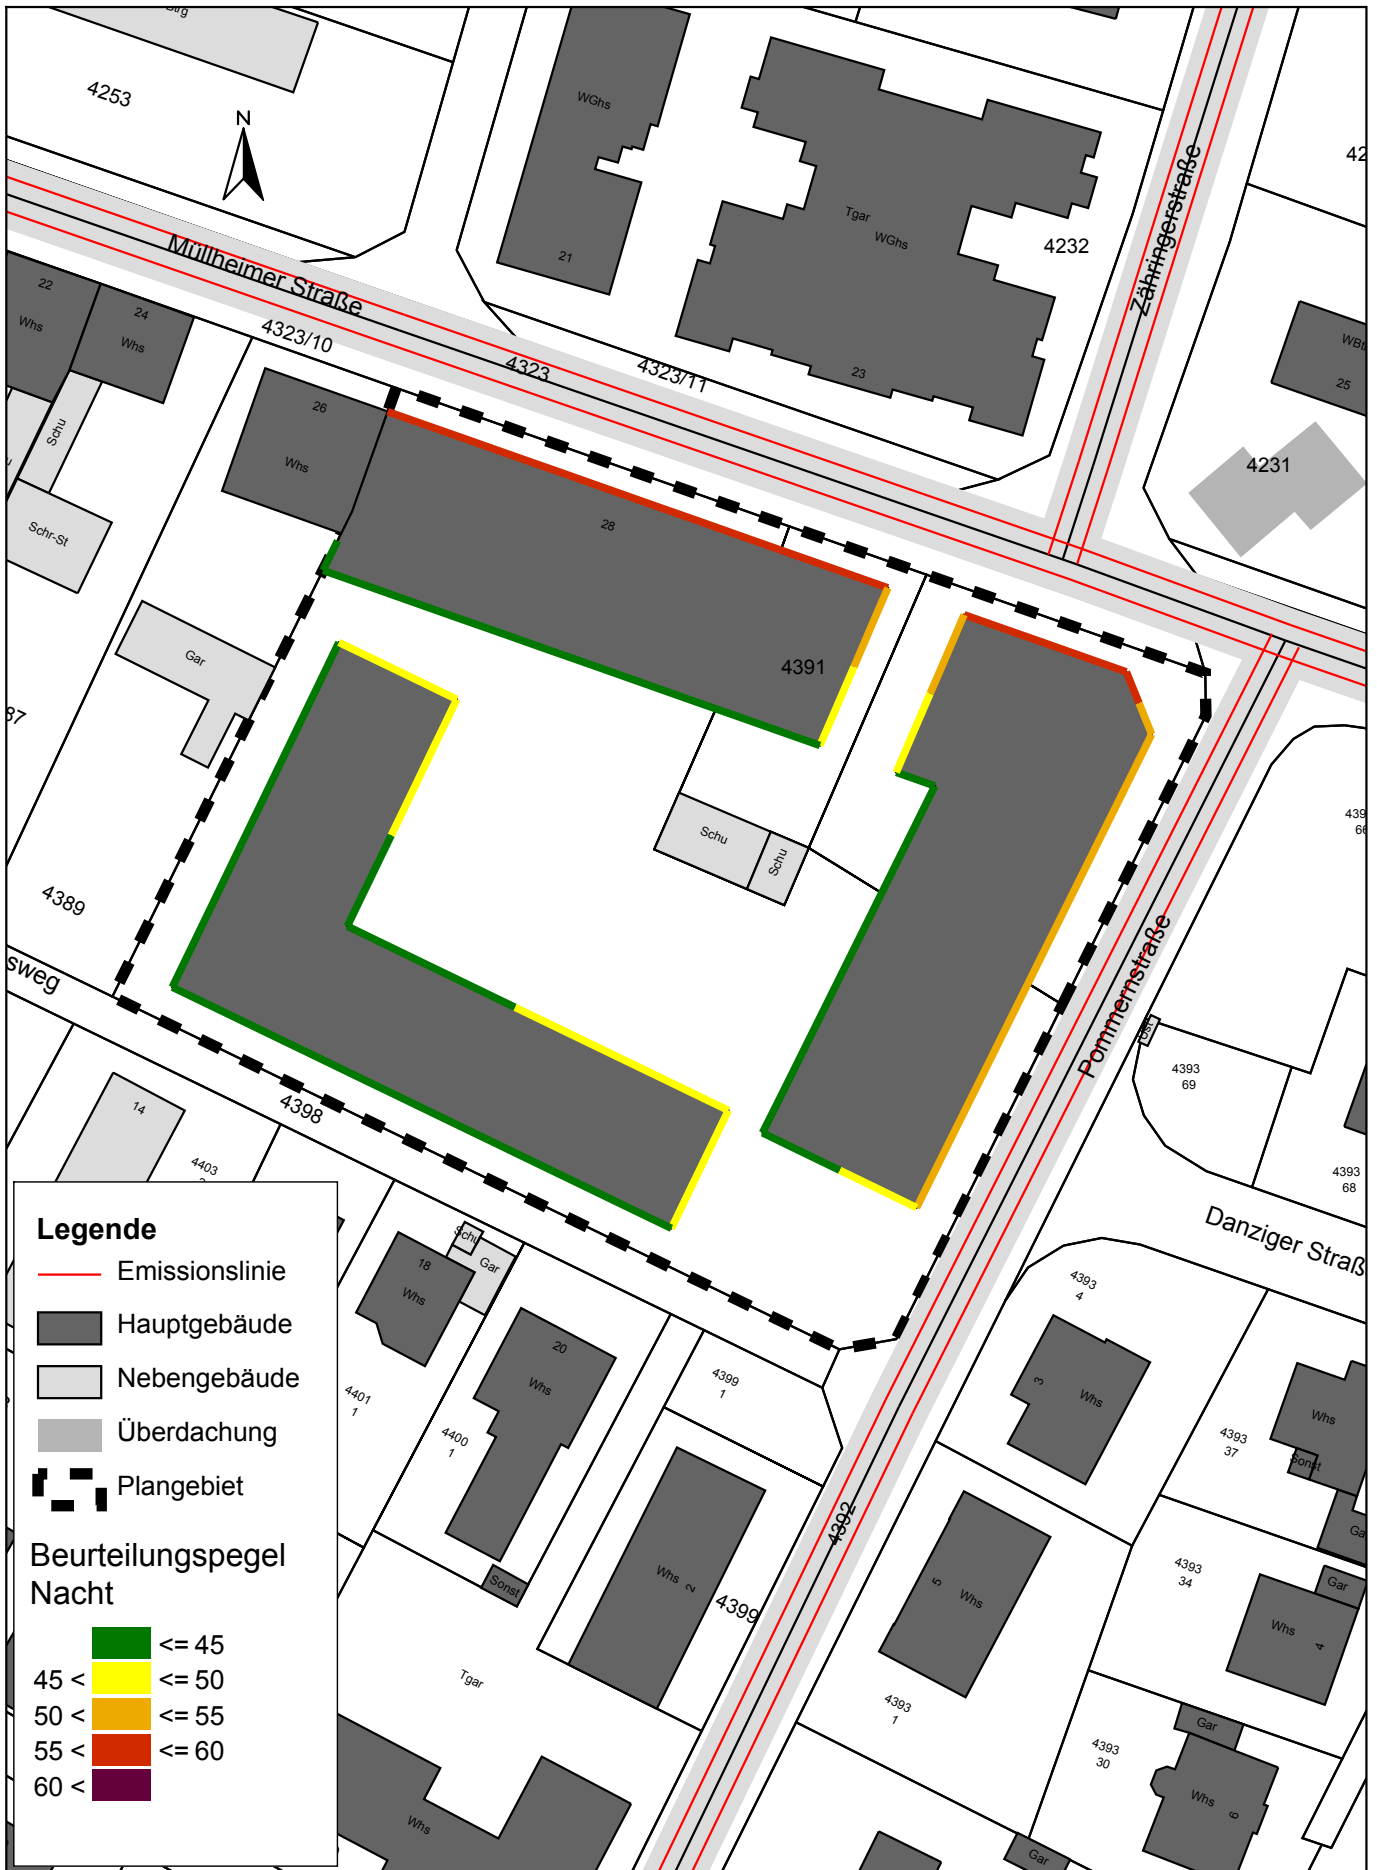 4253
N
WGhs
21
Tgar
WGhs
23
4232
Zähringerstraße
42
Müllheimer Straße
22
Whs
24
Whs
4323/10
4323
4323/11
25
4231
26
Whs
28
Schu
Schr-St
Gar
4391
Schu
Schu
87
4389
sweg
4398
Pommernstraße
4393
69
4393
68
Danziger Straß
14
4403
Schu
Gar
18
Whs
20
Whs
4401
1
4400
1
4399
1
4393
4
3
Whs
4393
37
Whs
Sonst
Ga
4392
Whs 2
4399
Sonst
5
Whs
4393
34
Gar
Whs
4
Tgar
4393
1
4393
30
Gar
Whs
6
Whs
Gar
Legende
Emissionslinie
Hauptgebäude
Nebengebäude
Überdachung
Plangebiet
Beurteilungspegel
Nacht
<= 45
45 < <= 50
50 < <= 55
55 < <= 60
60 <